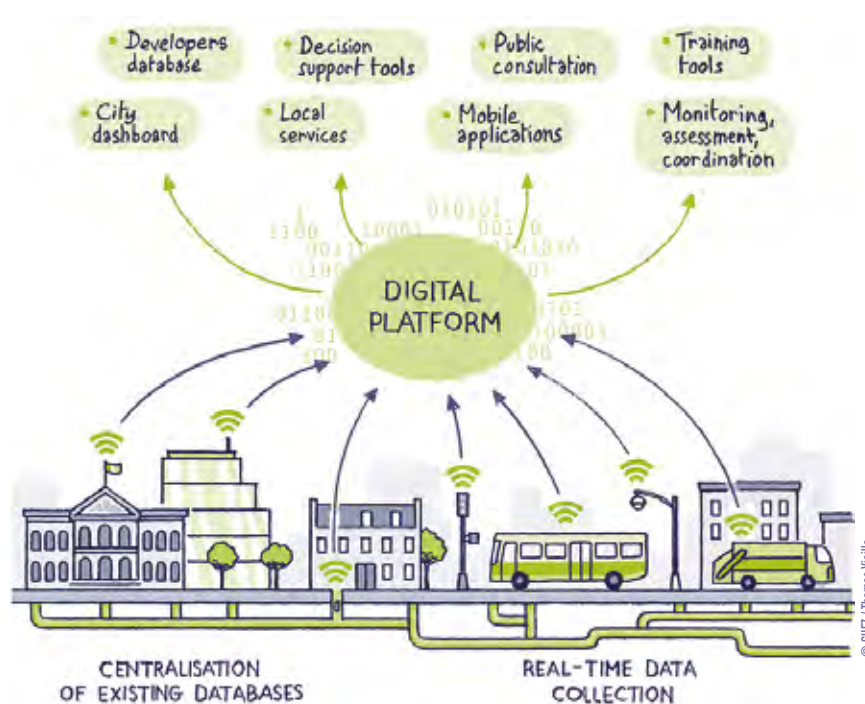 Developers
database
Decision
support tools
Public
consultation
Training
tools
City
dashboard
Local
services
Mobile
applications
Monitoring,
assessment,
coordination
DIGITAL
PLATFORM
CENTRALISATION
OF EXISTING DATABASES
REAL-TIME DATA
COLLECTION